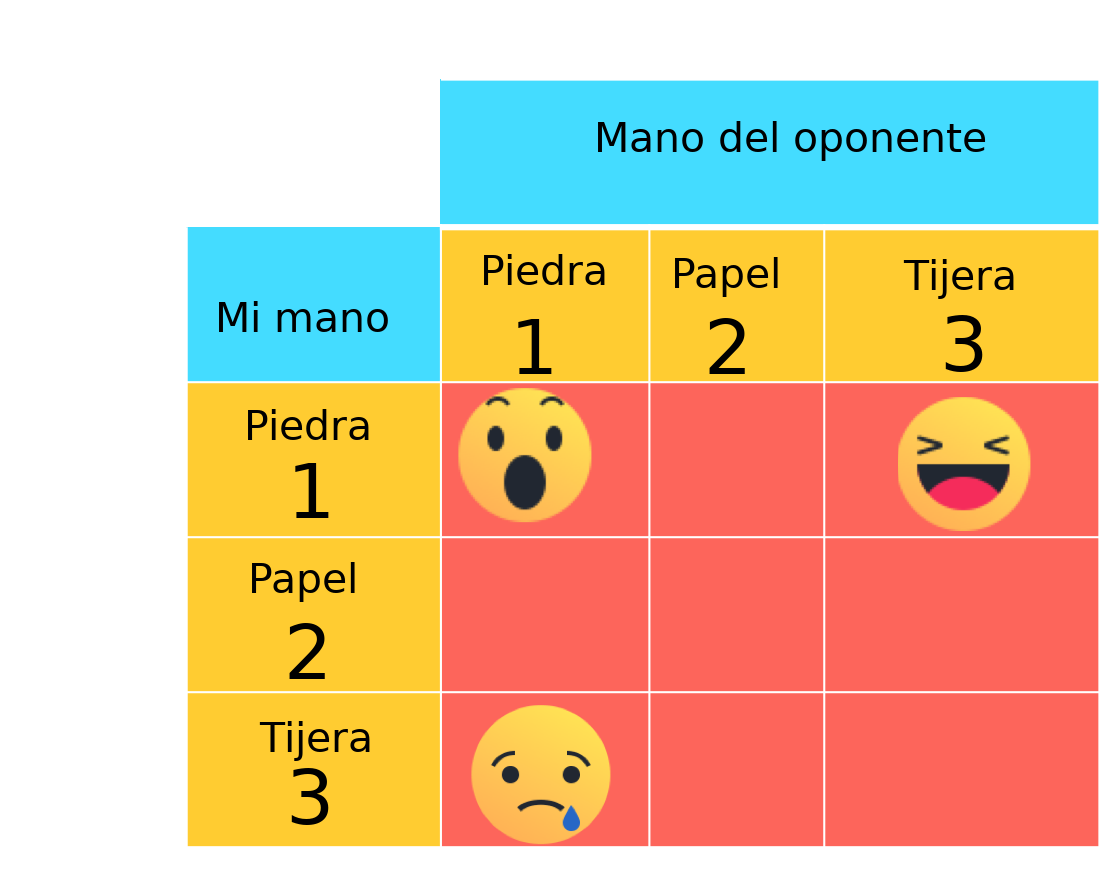 Mano del oponente
Mi mano
Piedra
1
Papel
2
Tijera
3
Piedra
1
Papel
2
Tijera
3